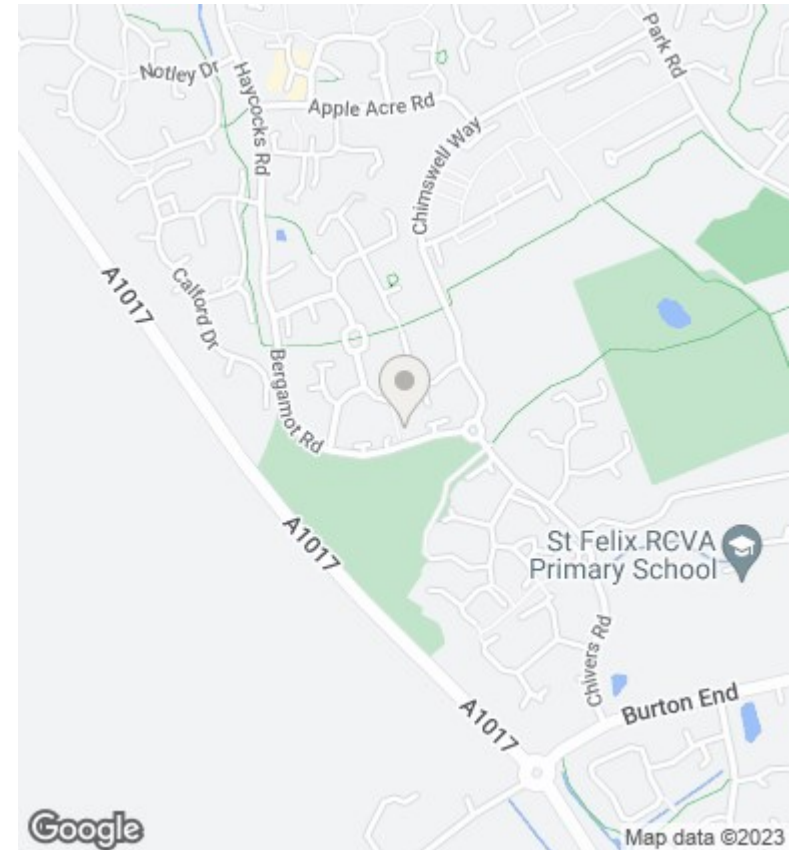 Park Rd
Notley Dr
Haycocks Rd
Apple Acre Rd
Chimswell Way
A1017
Calford Dr
Bergamot Rd
A1017
St Felix RCVA
Primary School
Chivers Rd
Burton End
A1017
Google
Map data ©2023